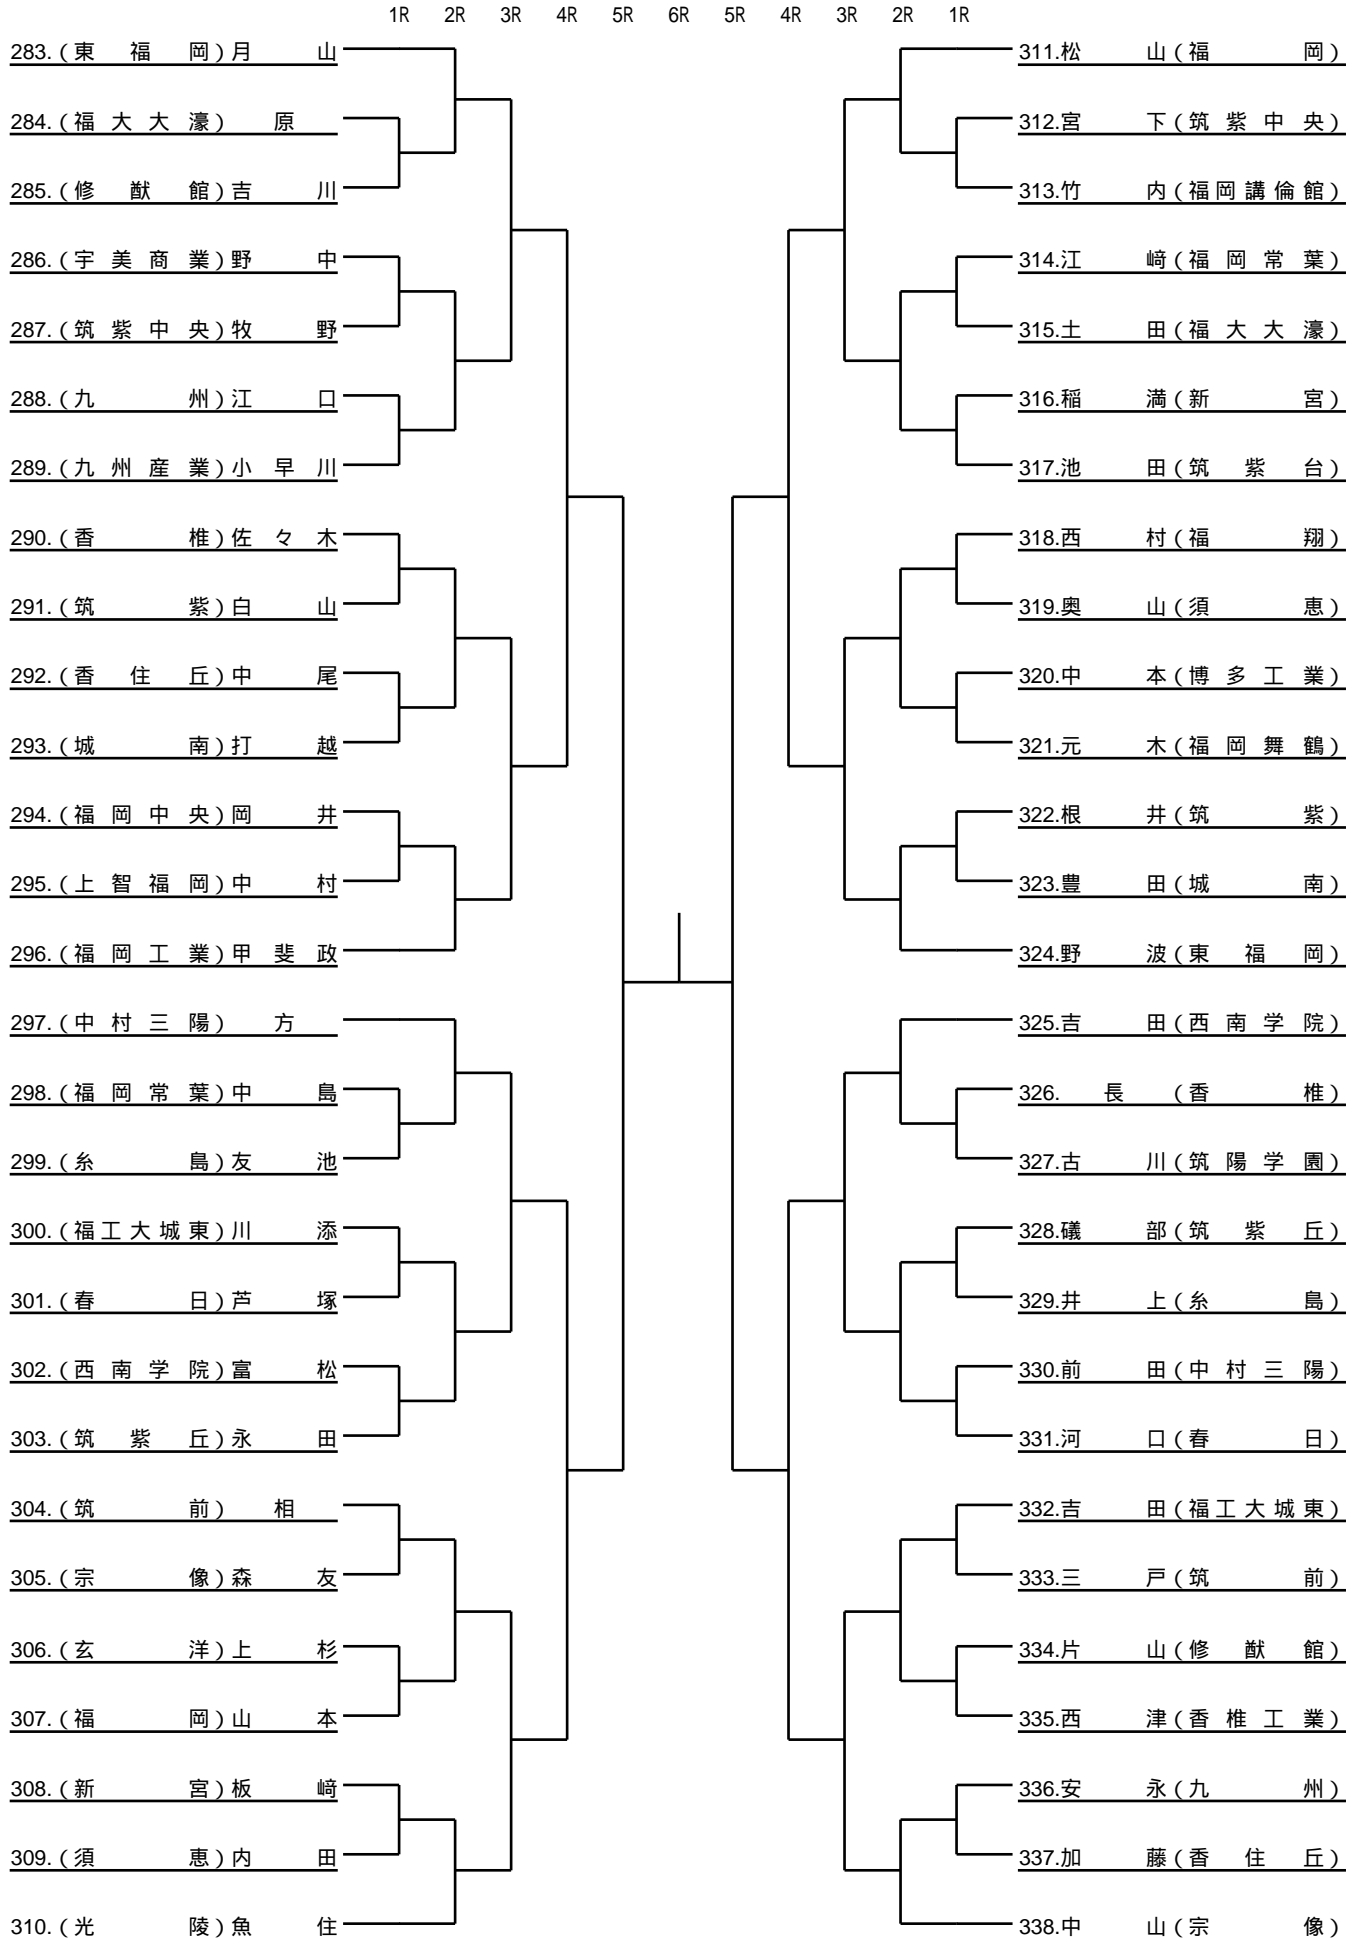 1R 2R 3R 4R 5R 6R 5R 4R 3R 2R 1R
283.(東福岡)月山
284.(福大大濠)原
285.(修猷館)吉川
286.(宇美商業)野中
287.(筑紫中央)牧野
288.(九州)江口
289.(九州産業)小早川
290.(香椎)佐々木
291.(筑紫)白山
292.(香住丘)中尾
293.(城南)打越
294.(福岡中央)岡井
295.(上智福岡)中村
296.(福岡工業)甲斐政
297.(中村三陽)方
298.(福岡常葉)中島
299.(糸島)友池
300.(福工大城東)川添
301.(春日)芦塚
302.(西南学院)富松
303.(筑紫丘)永田
304.(筑前)相
305.(宗像)森友
306.(玄洋)上杉
307.(福岡)山本
308.(新宮)板﨑
309.(須恵)内田
310.(光陵)魚住
311.松山(福岡)
312.宮下(筑紫中央)
313.竹内(福岡講倫館)
314.江﨑(福岡常葉)
315.土田(福大大濠)
316.稲満(新宮)
317.池田(筑紫台)
318.西村(福翔)
319.奥山(須恵)
320.中本(博多工業)
321.元木(福岡舞鶴)
322.根井(筑紫)
323.豊田(城南)
324.野波(東福岡)
325.吉田(西南学院)
326.長(香椎)
327.古川(筑陽学園)
328.礒部(筑紫丘)
329.井上(糸島)
330.前田(中村三陽)
331.河口(春日)
332.吉田(福工大城東)
333.三戸(筑前)
334.片山(修猷館)
335.西津(香椎工業)
336.安永(九州)
337.加藤(香住丘)
338.中山(宗像)